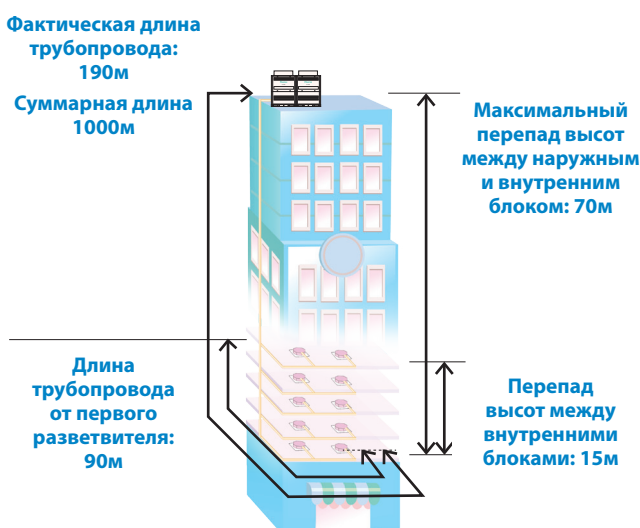 Фактическая длина
трубопровода:
190м
Суммарная длина
1000м
Максимальный
перепад высот
между наружным
и внутренним
блоком: 70м
Длина
трубопровода
от первого
разветвителя:
90м
Перепад
высот между
внутренними
блоками: 15м